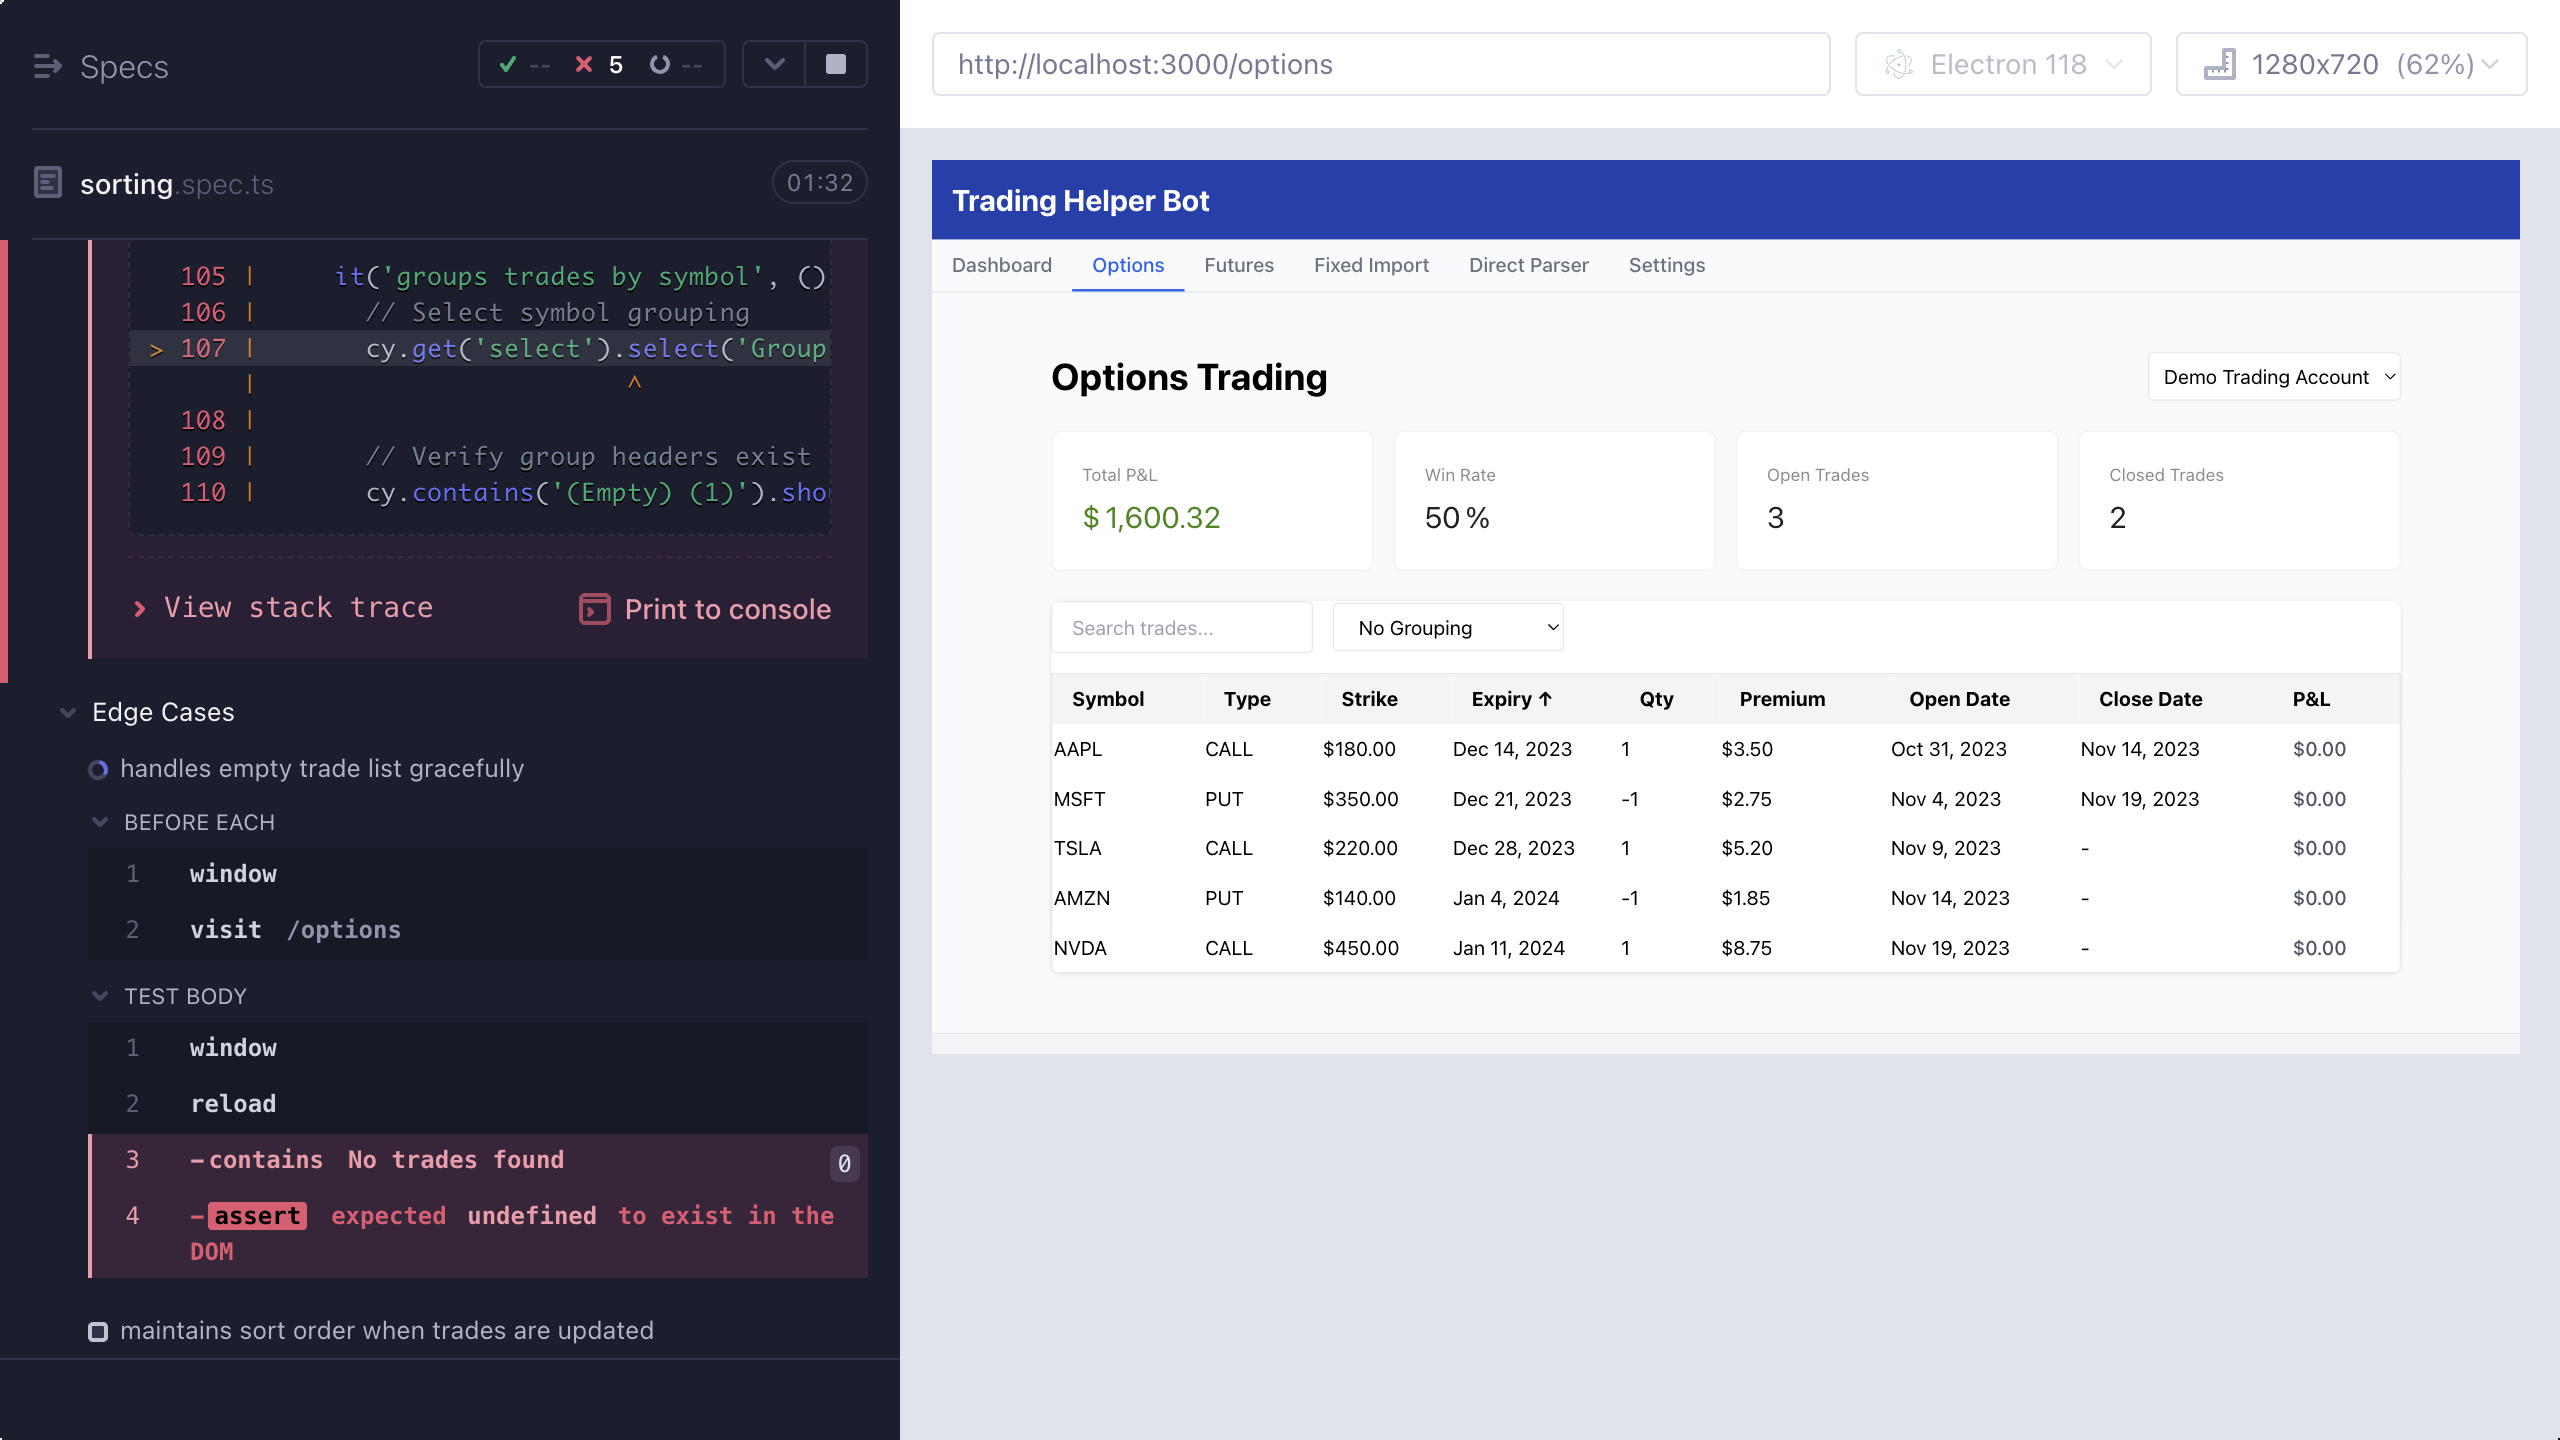 Specs
-- 5 --
sorting.spec.ts
01:32
105 | it('groups trades by symbol', ()
106 | // Select symbol grouping
> 107 | cy.get('select').select('Group
| ^
108 |
109 | // Verify group headers exist
110 | cy.contains('(Empty) (1)').sho
View stack trace
Print to console
Edge Cases
handles empty trade list gracefully
BEFORE EACH
1 window
2 visit /options
TEST BODY
1 window
2 reload
3 -contains No trades found 0
4 -assert expected undefined to exist in the
DOM
maintains sort order when trades are updated
http://localhost:3000/options
Electron 118
1280x720 (62%)
Trading Helper Bot
Dashboard Options Futures Fixed Import Direct Parser Settings
Options Trading
Demo Trading Account
Total P&L
$ 1,600.32
Win Rate
50 %
Open Trades
3
Closed Trades
2
Search trades...
No Grouping
Symbol Type Strike Expiry ↑ Qty Premium Open Date Close Date P&L
AAPL CALL $180.00 Dec 14, 2023 1 $3.50 Oct 31, 2023 Nov 14, 2023 $0.00
MSFT PUT $350.00 Dec 21, 2023 -1 $2.75 Nov 4, 2023 Nov 19, 2023 $0.00
TSLA CALL $220.00 Dec 28, 2023 1 $5.20 Nov 9, 2023 - $0.00
AMZN PUT $140.00 Jan 4, 2024 -1 $1.85 Nov 14, 2023 - $0.00
NVDA CALL $450.00 Jan 11, 2024 1 $8.75 Nov 19, 2023 - $0.00